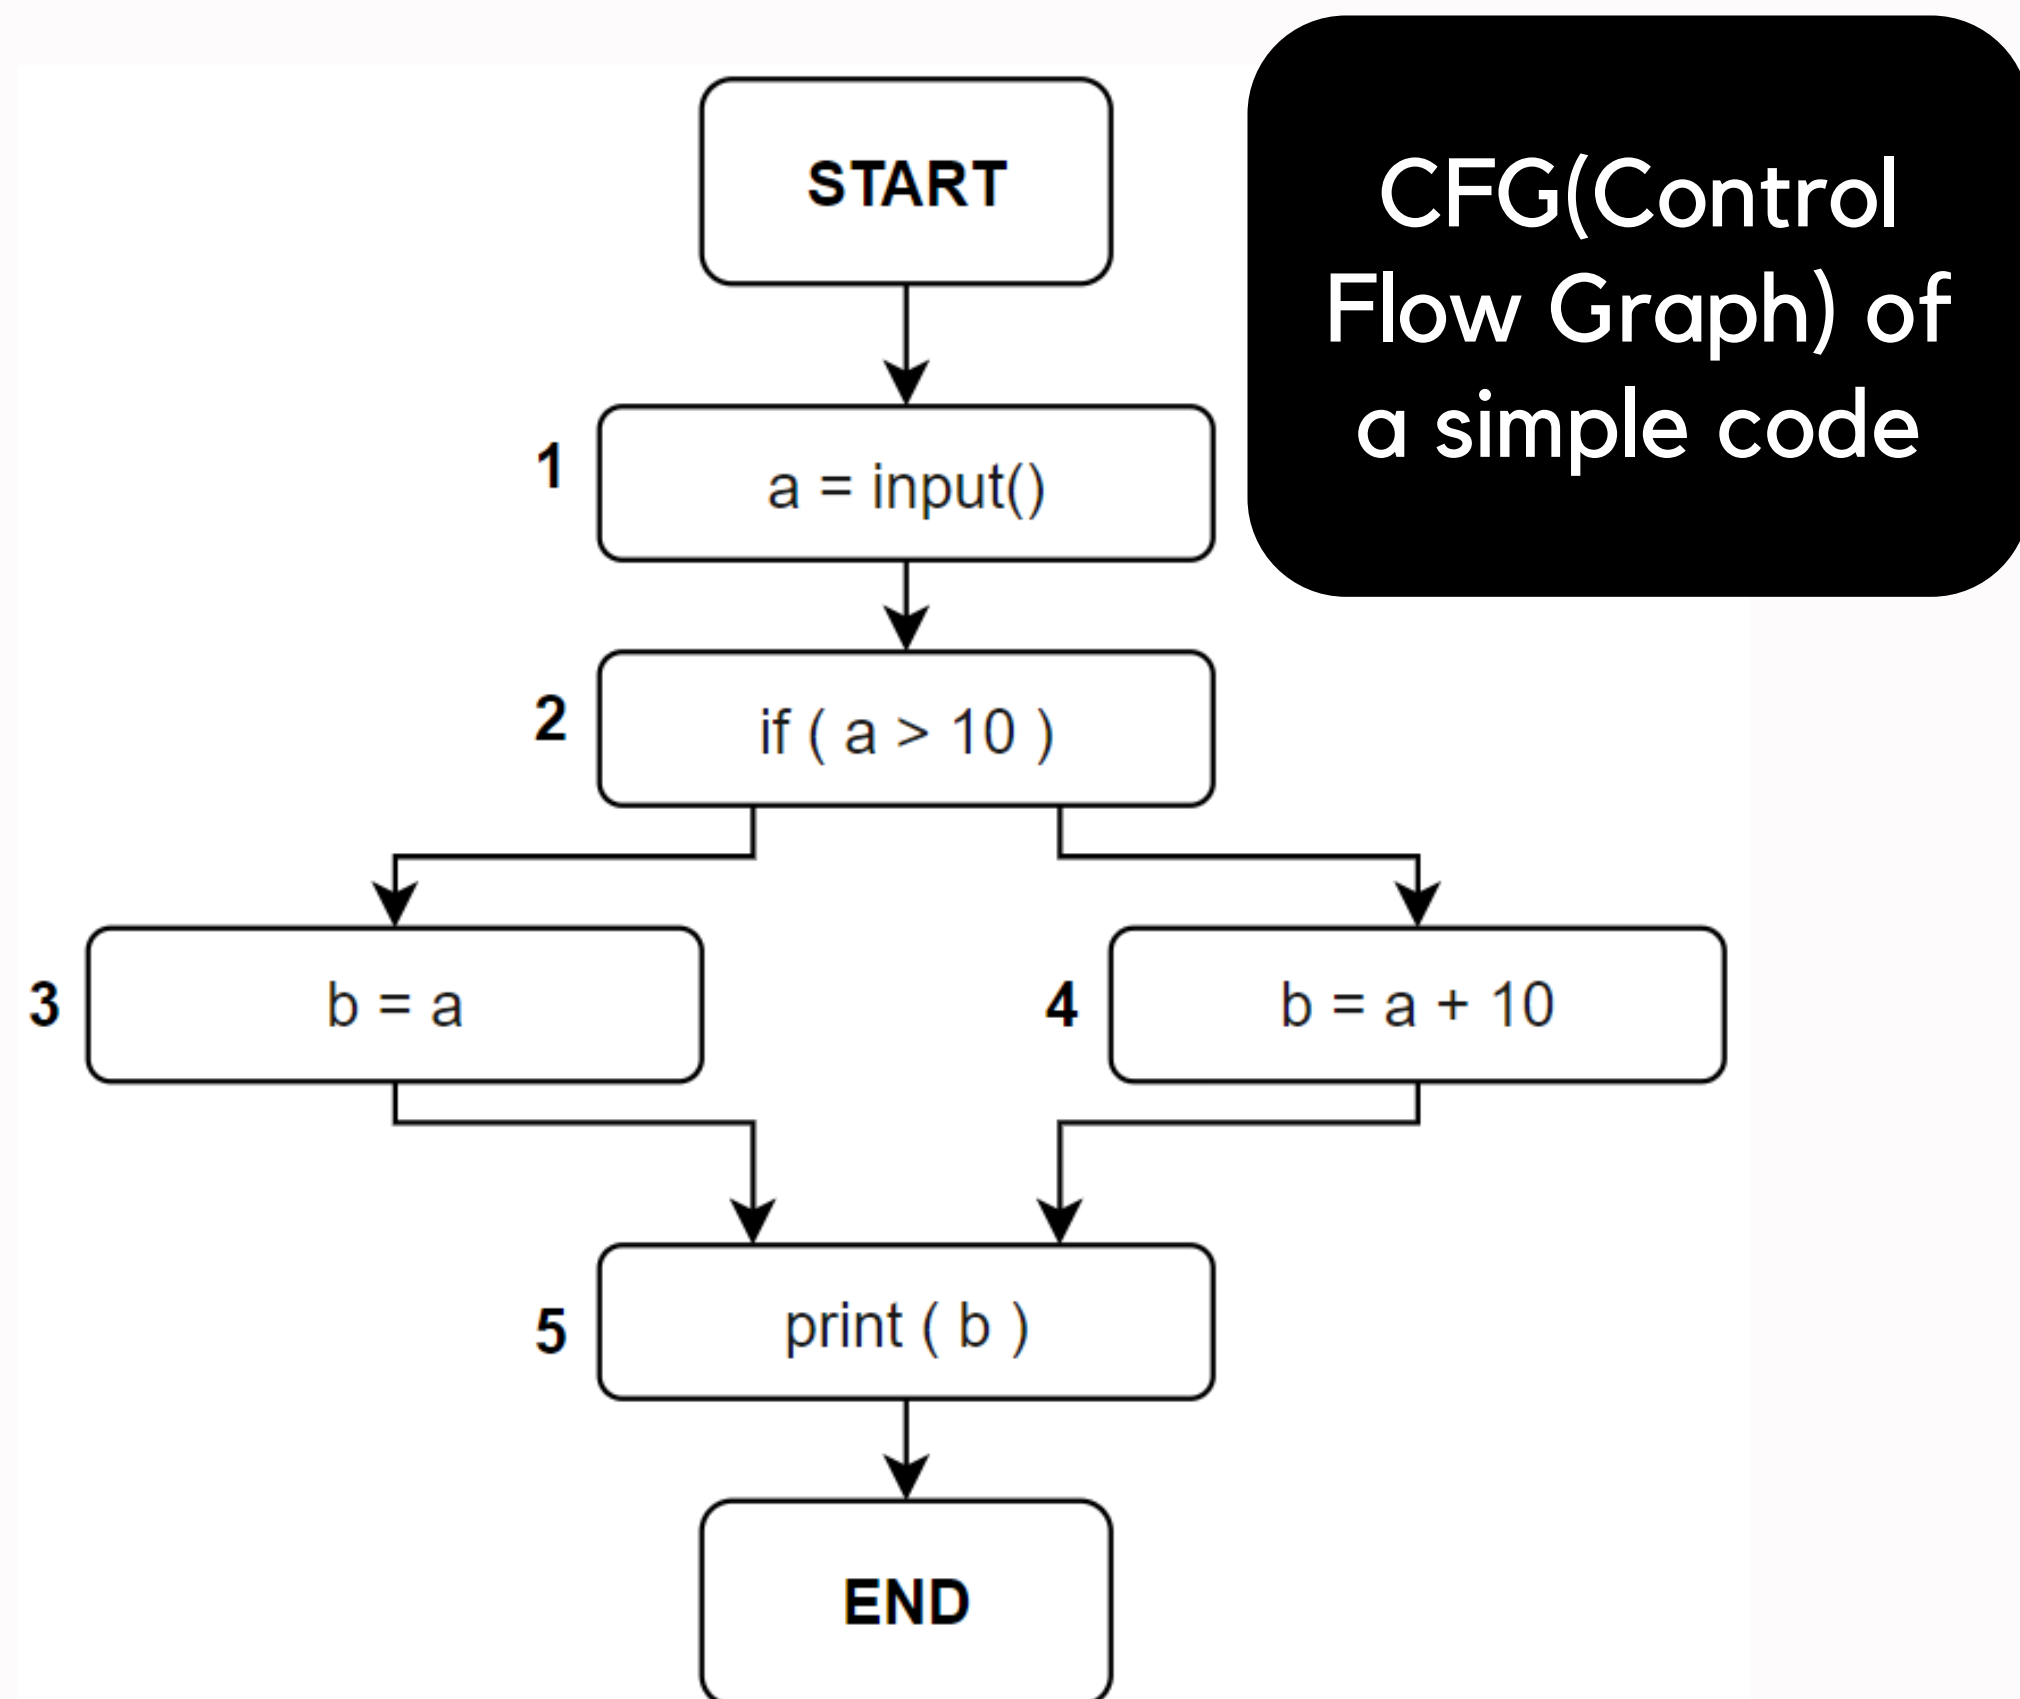 START
CFG(Control
Flow Graph) of
a simple code
1
a = input()
2
if ( a > 10 )
3
b = a
4
b = a + 10
5
print ( b )
END